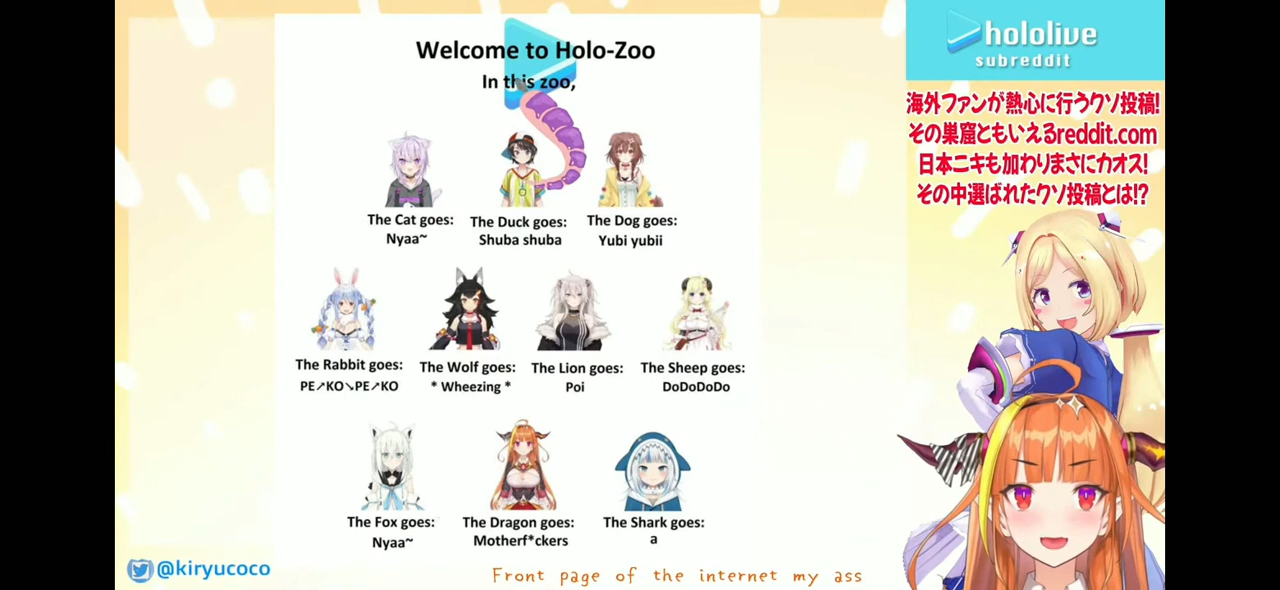 Welcome to Holo-Zoo
In this zoo,
The Cat goes:
Nyaa~
The Duck goes:
Shuba shuba
The Dog goes:
Yubi yubii
The Rabbit goes:
PE↗KO↘PE↗KO
The Wolf goes:
* Wheezing *
The Lion goes:
Poi
The Sheep goes:
DoDoDoDo
The Fox goes:
Nyaa~
The Dragon goes:
Motherf*ckers
The Shark goes:
a
hololive
subreddit
海外ファンが熱心に行うクソ投稿!
その巣窟ともいえるreddit.com
日本ニキも加わりまさにカオス!
その中選ばれたクソ投稿とは!?
@kiryucoco
Front page of the internet my ass